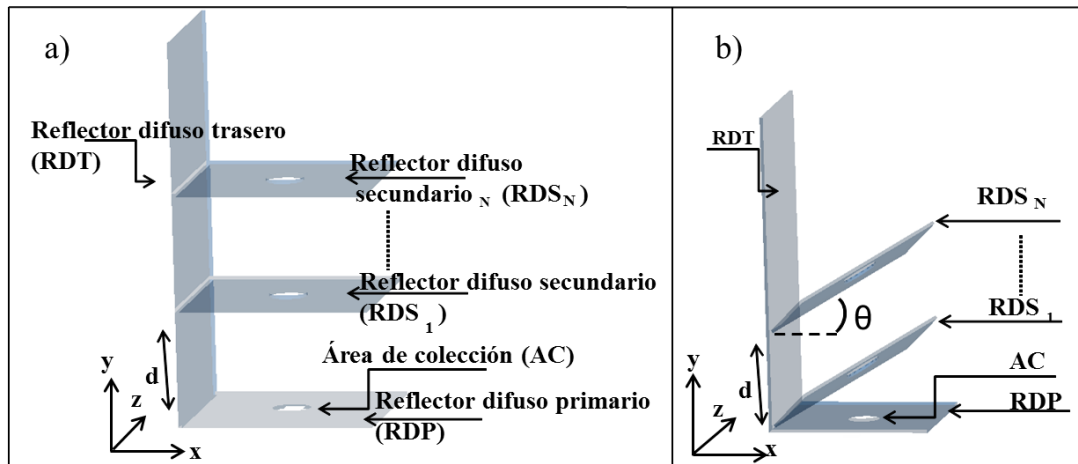 a)
Reflector difuso trasero
(RDT)
Reflector difuso
secundario N (RDS N)
Reflector difuso secundario
(RDS 1)
Área de colección (AC)
Reflector difuso primario
(RDP)
d
y
z
x
b)
RDT
RDS N
θ
RDS 1
AC
RDP
d
y
z
x